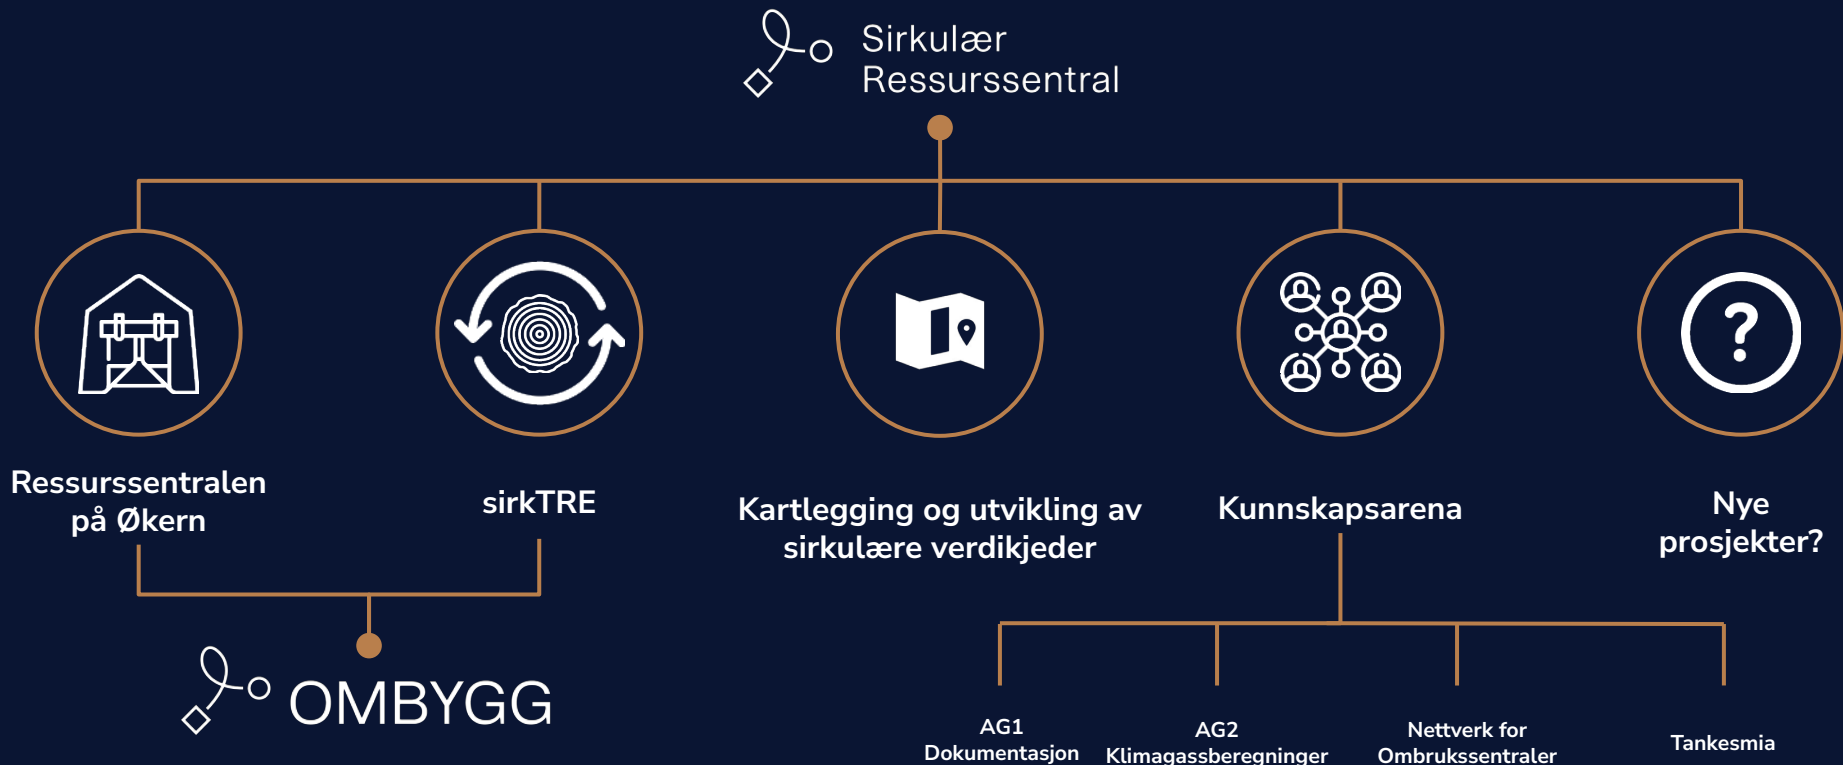 Sirkulær
Ressurssentral
Ressurssentralen
på Økern
sirkTRE
Kartlegging og utvikling av
sirkulære verdikjeder
Kunnskapsarena
Nye
prosjekter?
?
OMBYGG
AG1
Dokumentasjon
AG2
Klimagassberegninger
Nettverk for
Ombrukssentraler
Tankesmia